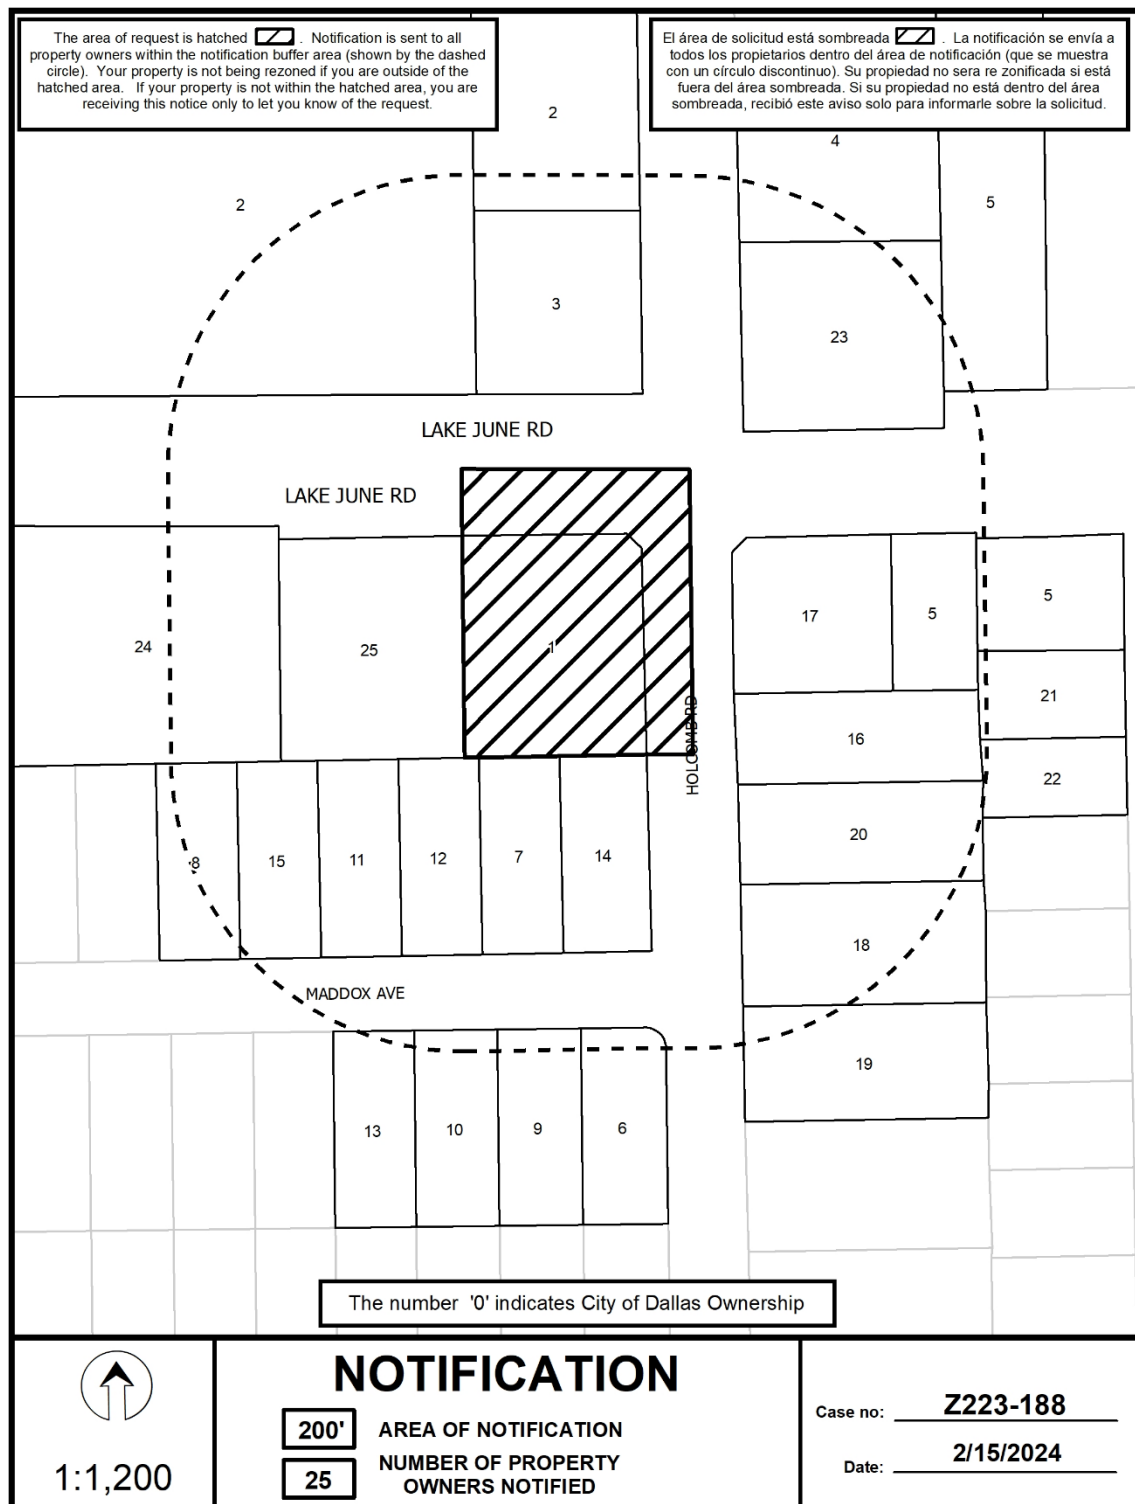 The area of request is hatched . Notification is sent to all
property owners within the notification buffer area (shown by the dashed
circle). Your property is not being rezoned if you are outside of the
hatched area. If your property is not within the hatched area, you are
receiving this notice only to let you know of the request.
El área de solicitud está sombreada . La notificación se envía a
todos los propietarios dentro del área de notificación (que se muestra
con un círculo discontinuo). Su propiedad no sera re zonificada si está
fuera del área sombreada. Si su propiedad no está dentro del área
sombreada, recibió este aviso solo para informarle sobre la solicitud.
2
4
2
5
3
23
LAKE JUNE RD
LAKE JUNE RD
24
25
1
17
5
5
21
16
22
HOLCOMB RD
8
15
11
12
7
14
20
18
MADDOX AVE
19
13
10
9
6
The number '0' indicates City of Dallas Ownership
1:1,200
NOTIFICATION
200' AREA OF NOTIFICATION
25 NUMBER OF PROPERTY
OWNERS NOTIFIED
Case no: Z223-188
Date: 2/15/2024